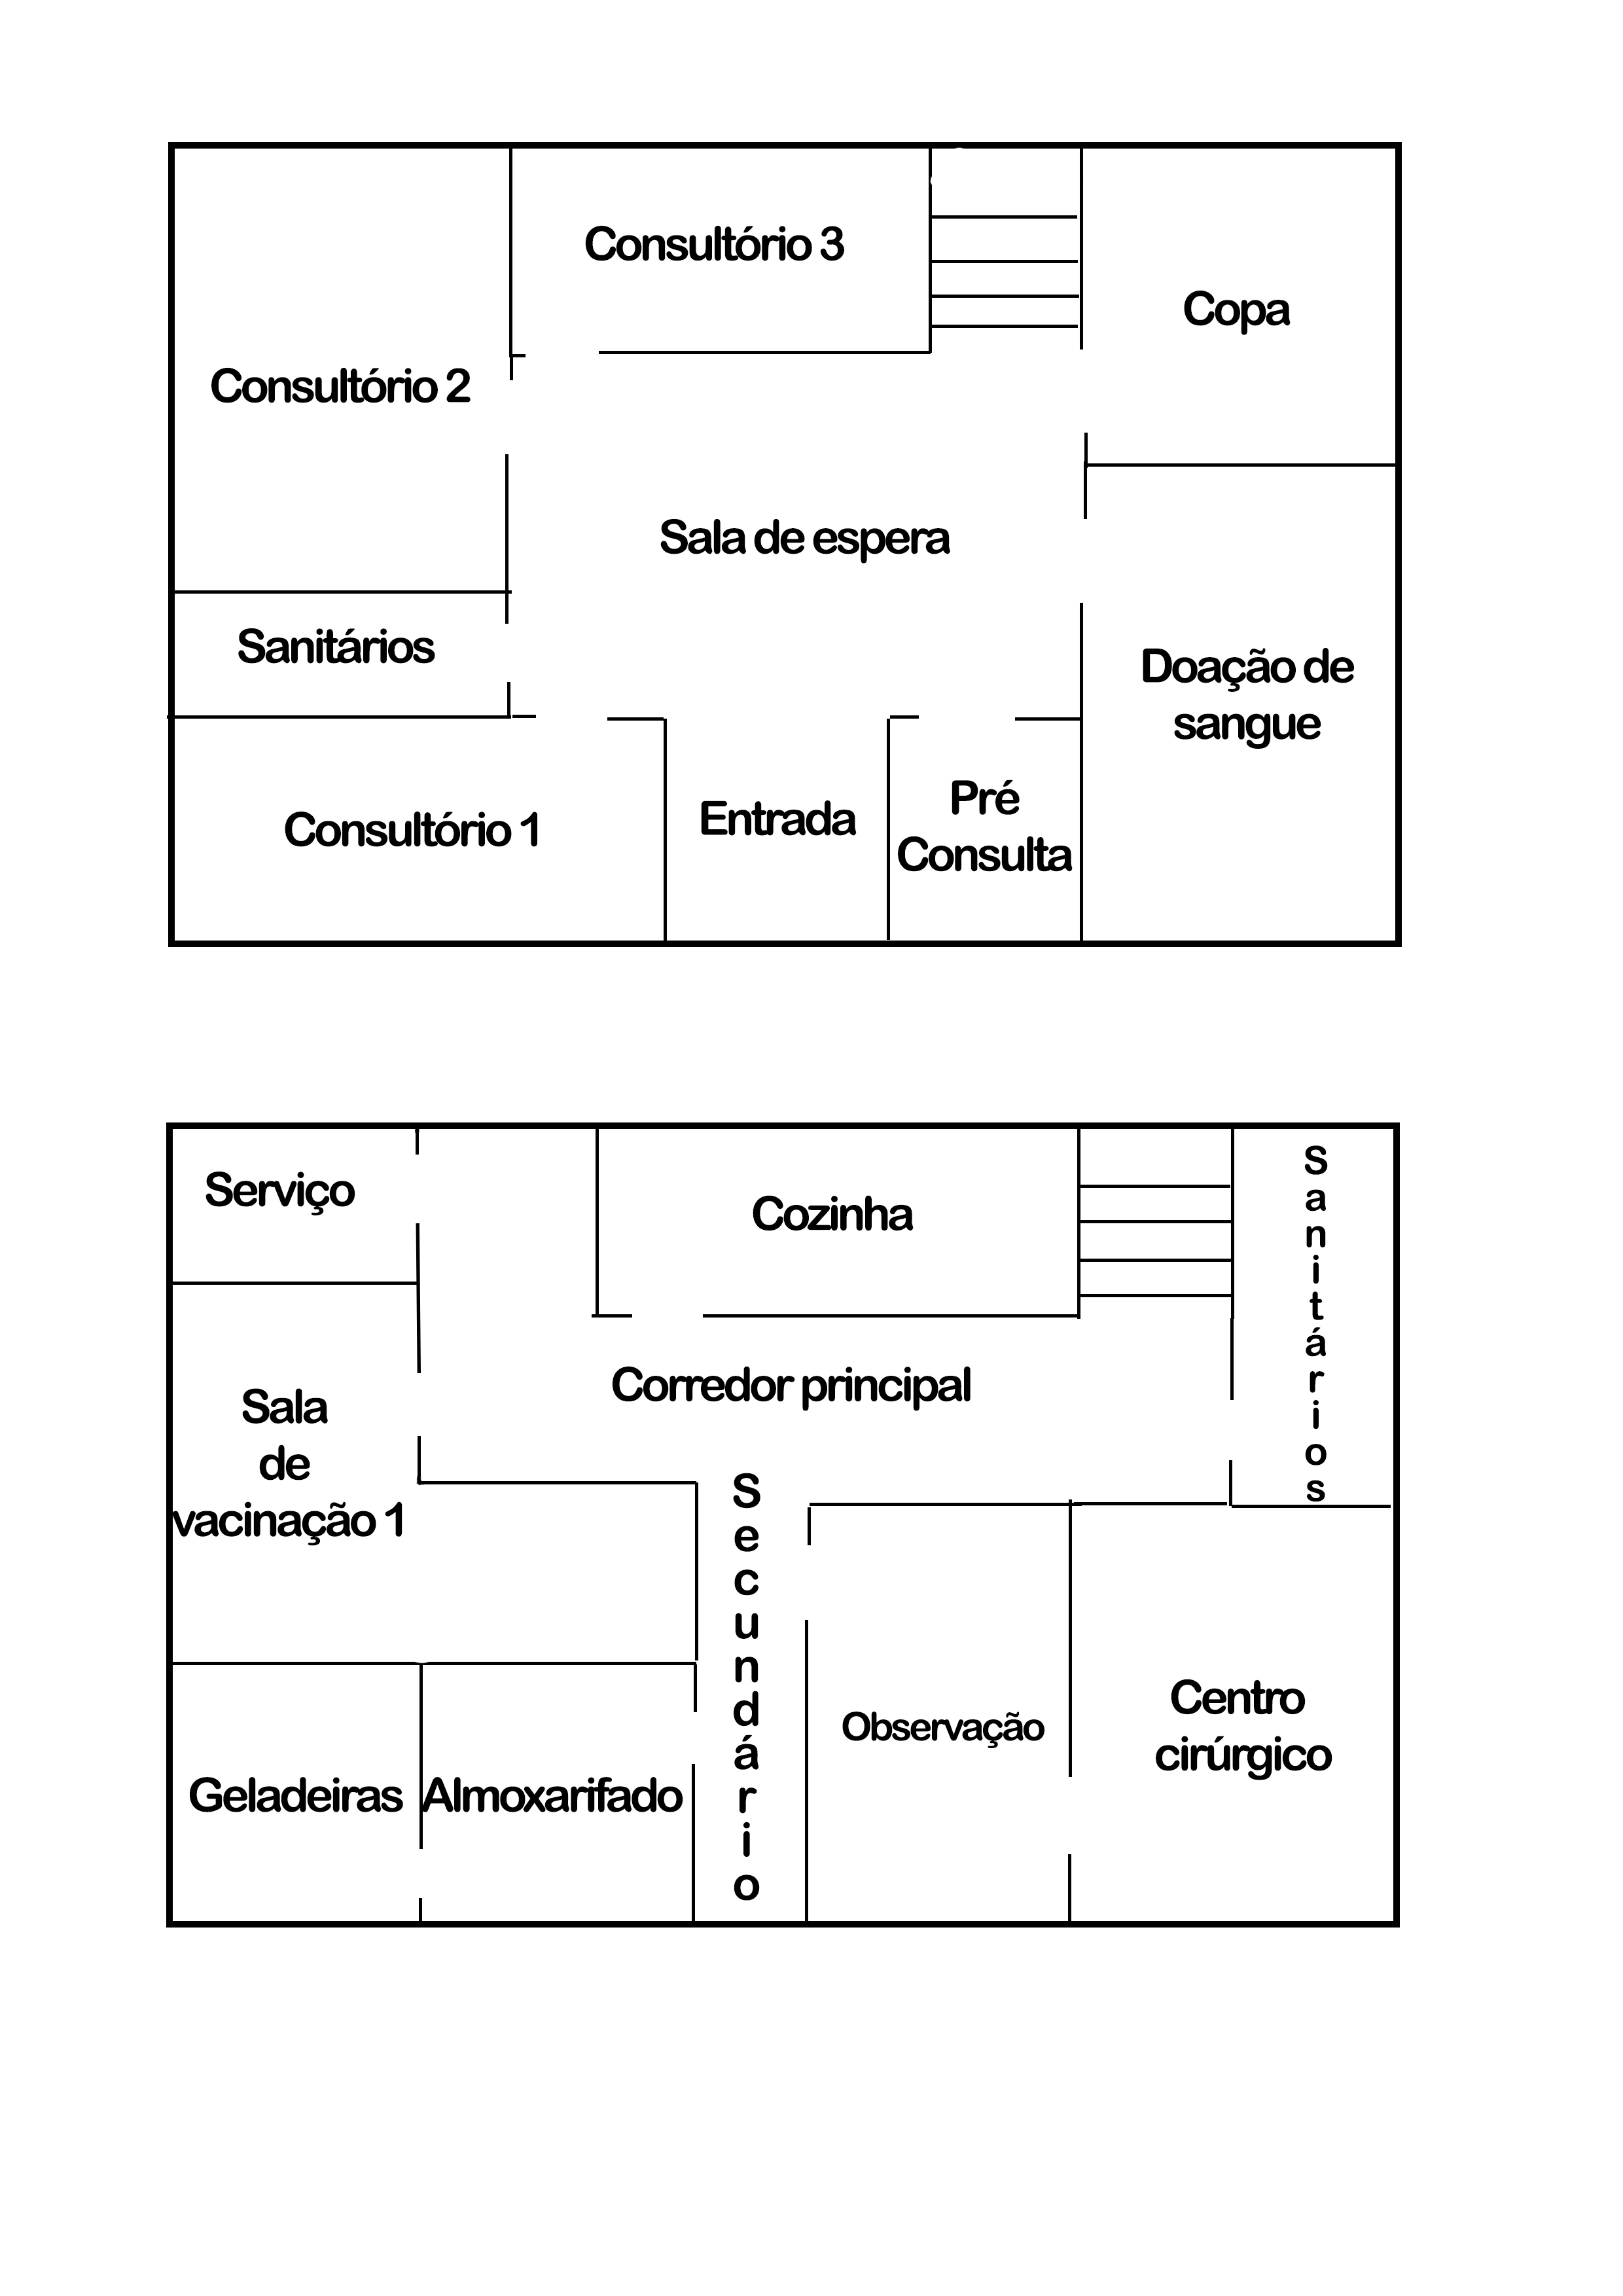 Consultório 3
Copa
Consultório 2
Sala de espera
Sanitários
Doação de
sangue
Consultório 1
Entrada
Pré
Consulta
Serviço
Cozinha
Sanitários
Corredor principal
Sala
de
vacinação 1
Secundário
Observação
Centro
cirúrgico
Geladeiras
Almoxarifado